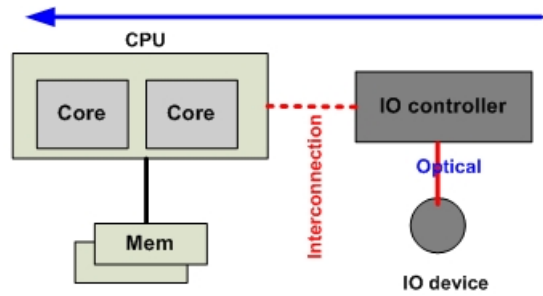 CPU
Core
Core
IO controller
Interconnection
Optical
Mem
IO device